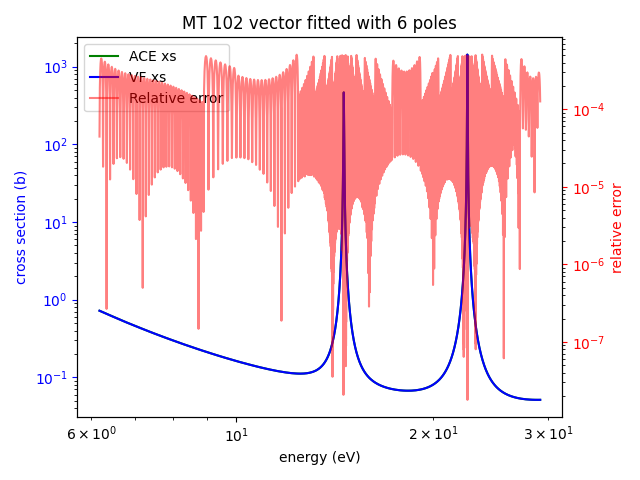 MT 102 vector fitted with 6 poles
ACE xs
VF xs
Relative error
cross section (b)
10³
10²
10¹
10⁰
10⁻¹
relative error
10⁻⁴
10⁻⁵
10⁻⁶
10⁻⁷
6 × 10⁰
10¹
2 × 10¹
3 × 10¹
energy (eV)